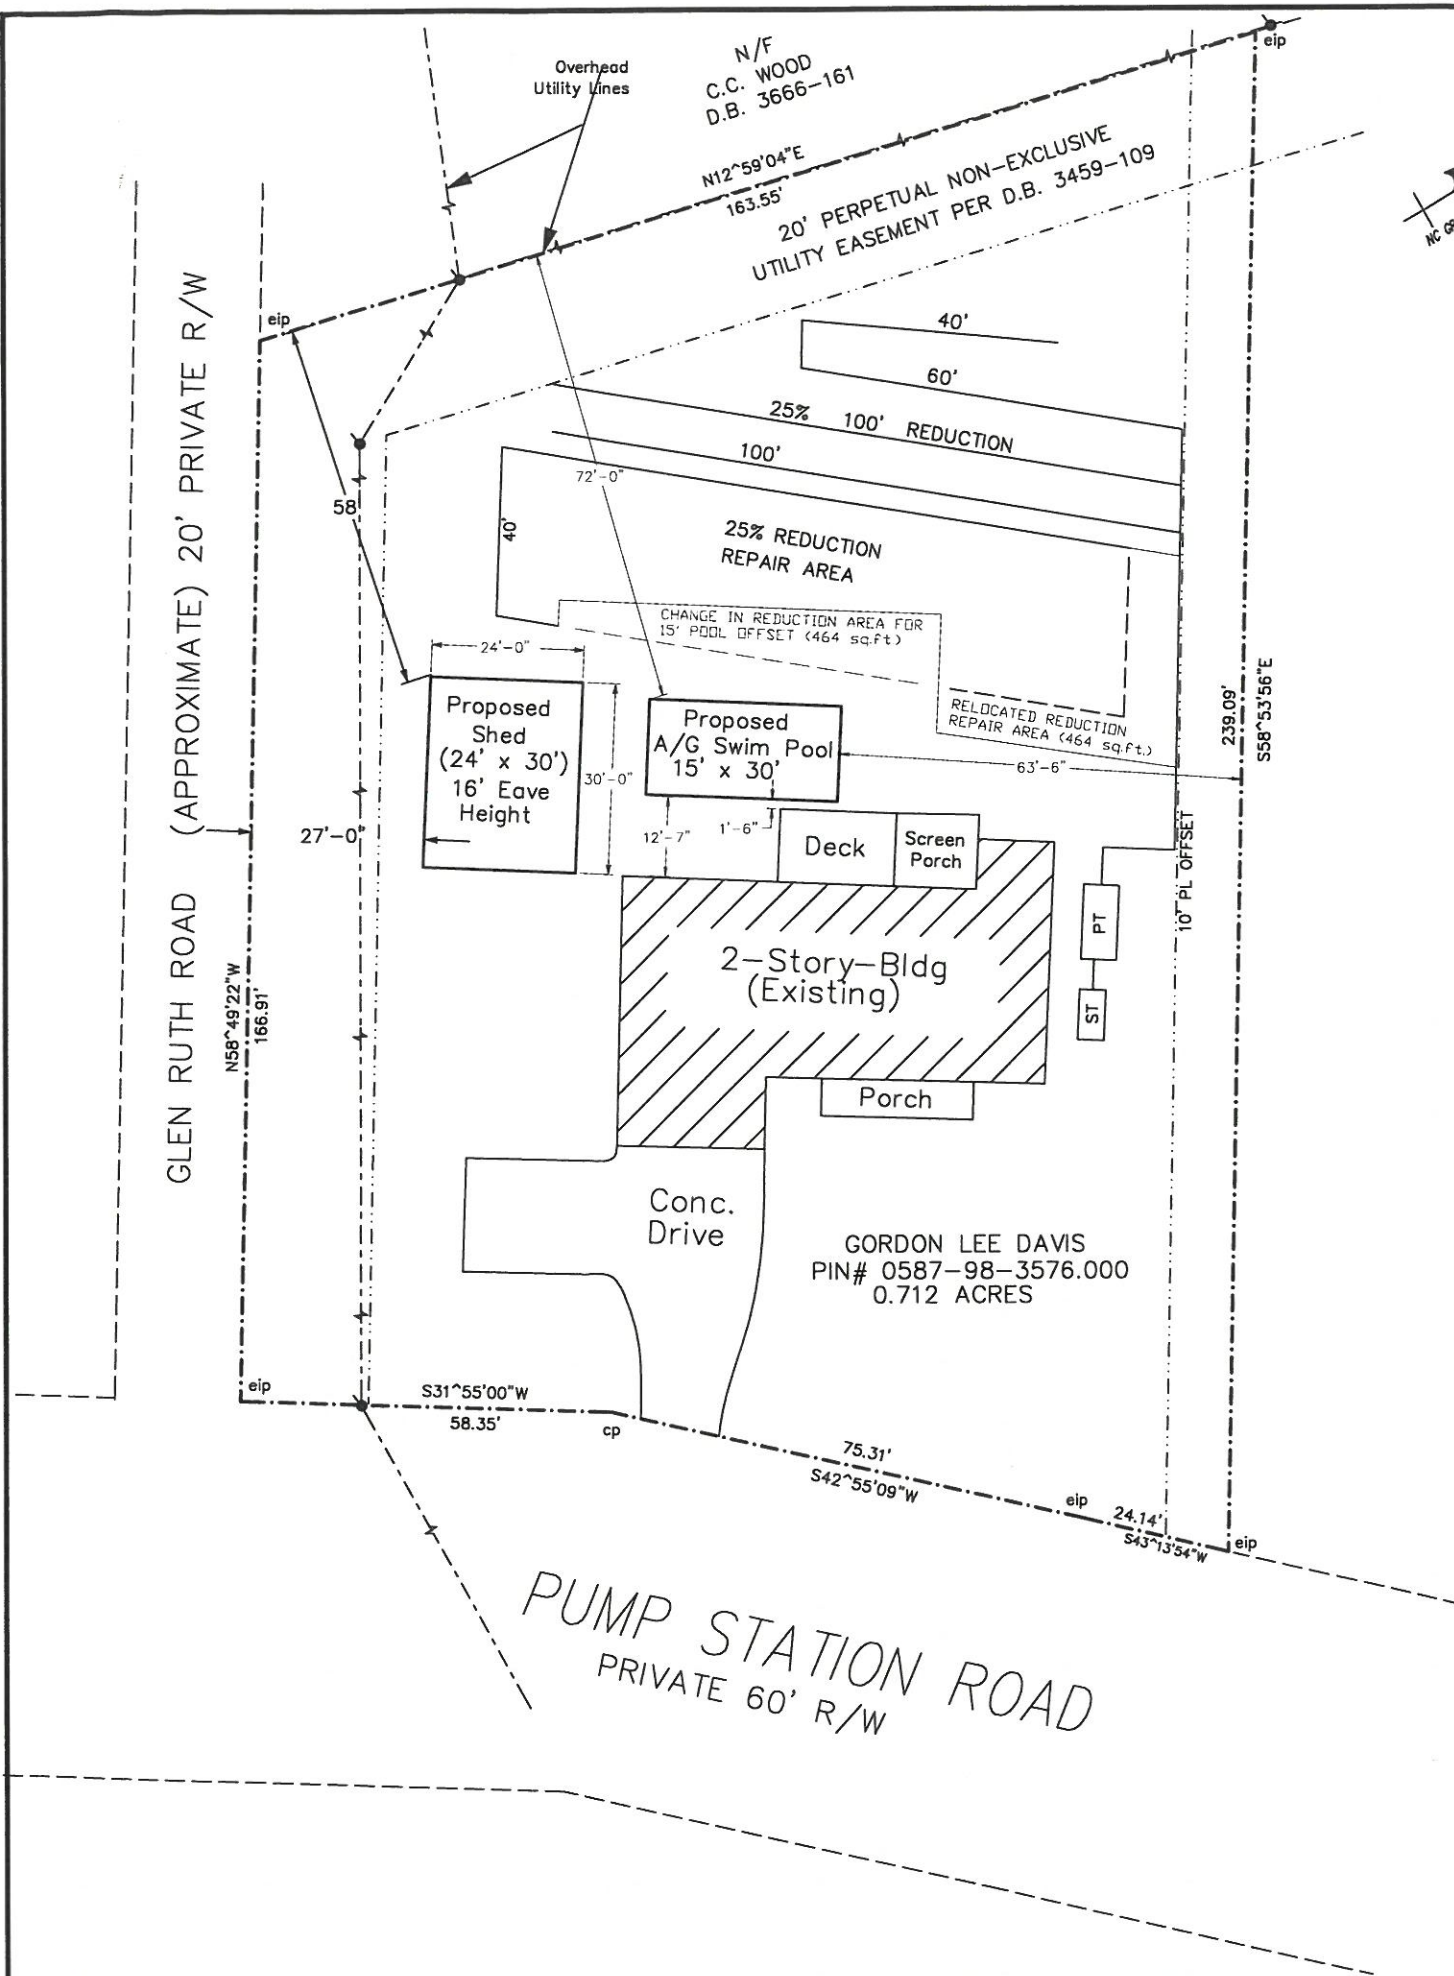 Overhead
Utility Lines
N/F
C.C. WOOD
D.B. 3666-161
eip
N12^59'04"E
163.55'
20' PERPETUAL NON-EXCLUSIVE
UTILITY EASEMENT PER D.B. 3459-109
eip
40'
60'
25% 100' REDUCTION
100'
72'-0"
58
40'
25% REDUCTION
REPAIR AREA
CHANGE IN REDUCTION AREA FOR
15' POOL OFFSET (464 sq.ft)
24'-0"
RELOCATED REDUCTION
REPAIR AREA (464 sq.ft.)
239.09'
S58^53'56"E
Proposed
Shed
(24' x 30')
16' Eave
Height
30'-0"
Proposed
A/G Swim Pool
15' x 30'
63'-6"
27'-0"
12'-7"
1'-6"
Deck
Screen
Porch
10' PL OFFSET
PT
ST
2-Story-Bldg
(Existing)
Porch
GLEN RUTH ROAD (APPROXIMATE) 20' PRIVATE R/W
N58^49'22"W
166.91'
Conc.
Drive
GORDON LEE DAVIS
PIN# 0587-98-3576.000
0.712 ACRES
eip
S31^55'00"W
58.35'
cp
75.31'
S42^55'09"W
eip
24.14'
S43^13'54"W
eip
PUMP STATION ROAD
PRIVATE 60' R/W